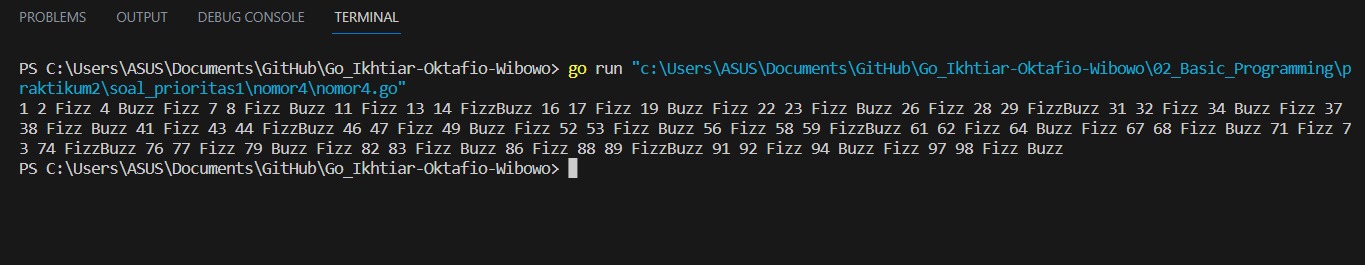 PROBLEMS OUTPUT DEBUG CONSOLE TERMINAL
PS C:\Users\ASUS\Documents\GitHub\Go_Ikhtiar-Oktafio-Wibowo> go run "c:\Users\ASUS\Documents\GitHub\Go_Ikhtiar-Oktafio-Wibowo\02_Basic_Programming\p
raktikum2\soal_prioritas1\nomor4\nomor4.go"
1 2 Fizz 4 Buzz Fizz 7 8 Fizz Buzz 11 Fizz 13 14 FizzBuzz 16 17 Fizz 19 Buzz Fizz 22 23 Fizz Buzz 26 Fizz 28 29 FizzBuzz 31 32 Fizz 34 Buzz Fizz 37
38 Fizz Buzz 41 Fizz 43 44 FizzBuzz 46 47 Fizz 49 Buzz Fizz 52 53 Fizz Buzz 56 Fizz 58 59 FizzBuzz 61 62 Fizz 64 Buzz Fizz 67 68 Fizz Buzz 71 Fizz 7
3 74 FizzBuzz 76 77 Fizz 79 Buzz Fizz 82 83 Fizz Buzz 86 Fizz 88 89 FizzBuzz 91 92 Fizz 94 Buzz Fizz 97 98 Fizz Buzz
PS C:\Users\ASUS\Documents\GitHub\Go_Ikhtiar-Oktafio-Wibowo>